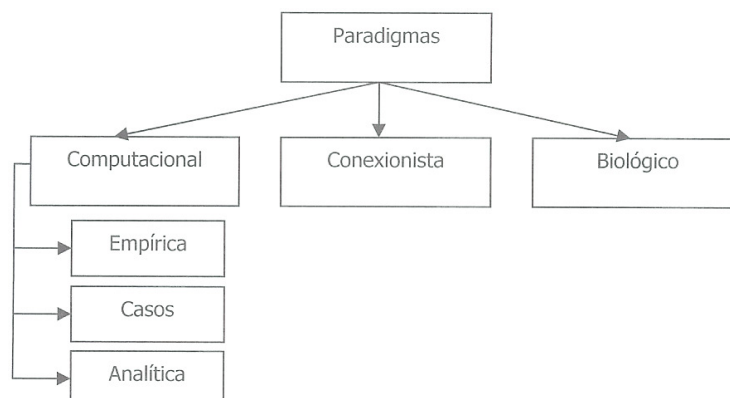 Paradigmas
Computacional
Conexionista
Biológico
Empírica
Casos
Analítica